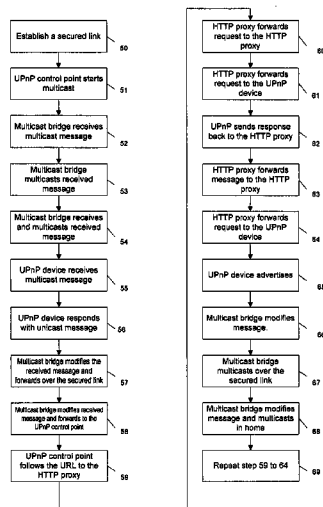 Establish a secured link
50
UPnP control point starts
multicast
51
Multicast bridge receives
multicast message
52
Multicast bridge
multicasts received
message
53
Multicast bridge receives
and multicasts received
message
54
UPnP device receives
multicast message
55
UPnP device responds
with unicast message
56
Multicast bridge modifies the
received message and
forwards over the secured link
57
Multicast bridge modifies received
message and forwards to the
UPnP control point
58
UPnP control point
follows the URL to the
HTTP proxy
59
HTTP proxy forwards
request to the HTTP
proxy
60
HTTP proxy forwards
request to the UPnP
device
61
UPnP sends response
back to the HTTP proxy
62
HTTP proxy forwards
message to the HTTP
proxy
63
HTTP proxy forwards
request to the UPnP
device
64
UPnP device advertises
65
Multicast bridge modifies
message.
66
Multicast bridge
multicasts over the
secured link
67
Multicast bridge modifies
message and multicasts
in home
68
Repeat step 59 to 64
69